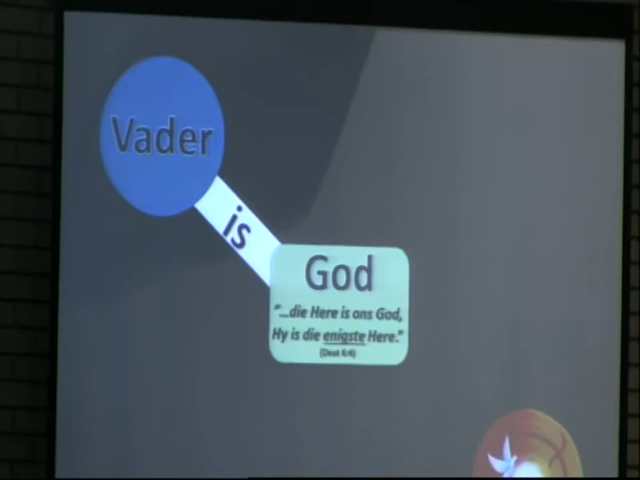 Vader
is
God
"...die Here is ons God,
Hy is die enigste Here."
(Deut 6:4)